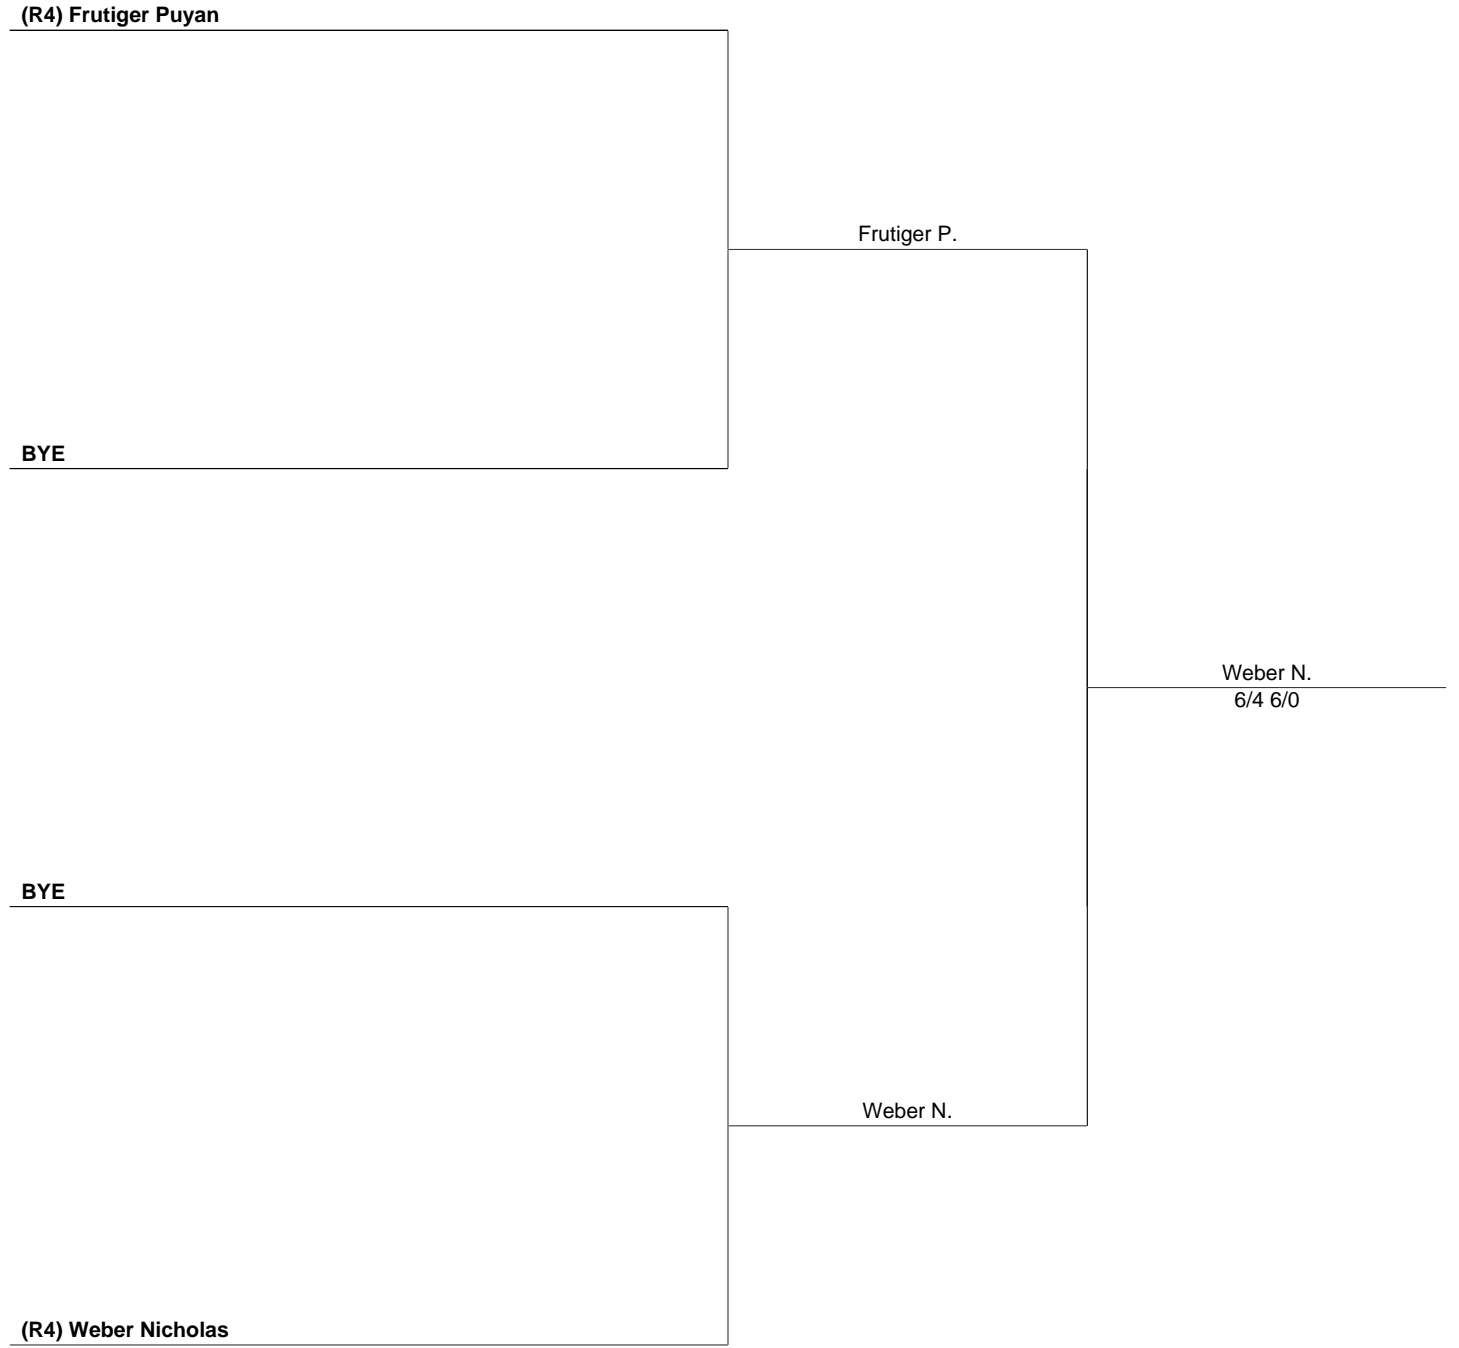 (R4) Frutiger Puyan
Frutiger P.
BYE
Weber N.
6/4 6/0
BYE
Weber N.
(R4) Weber Nicholas